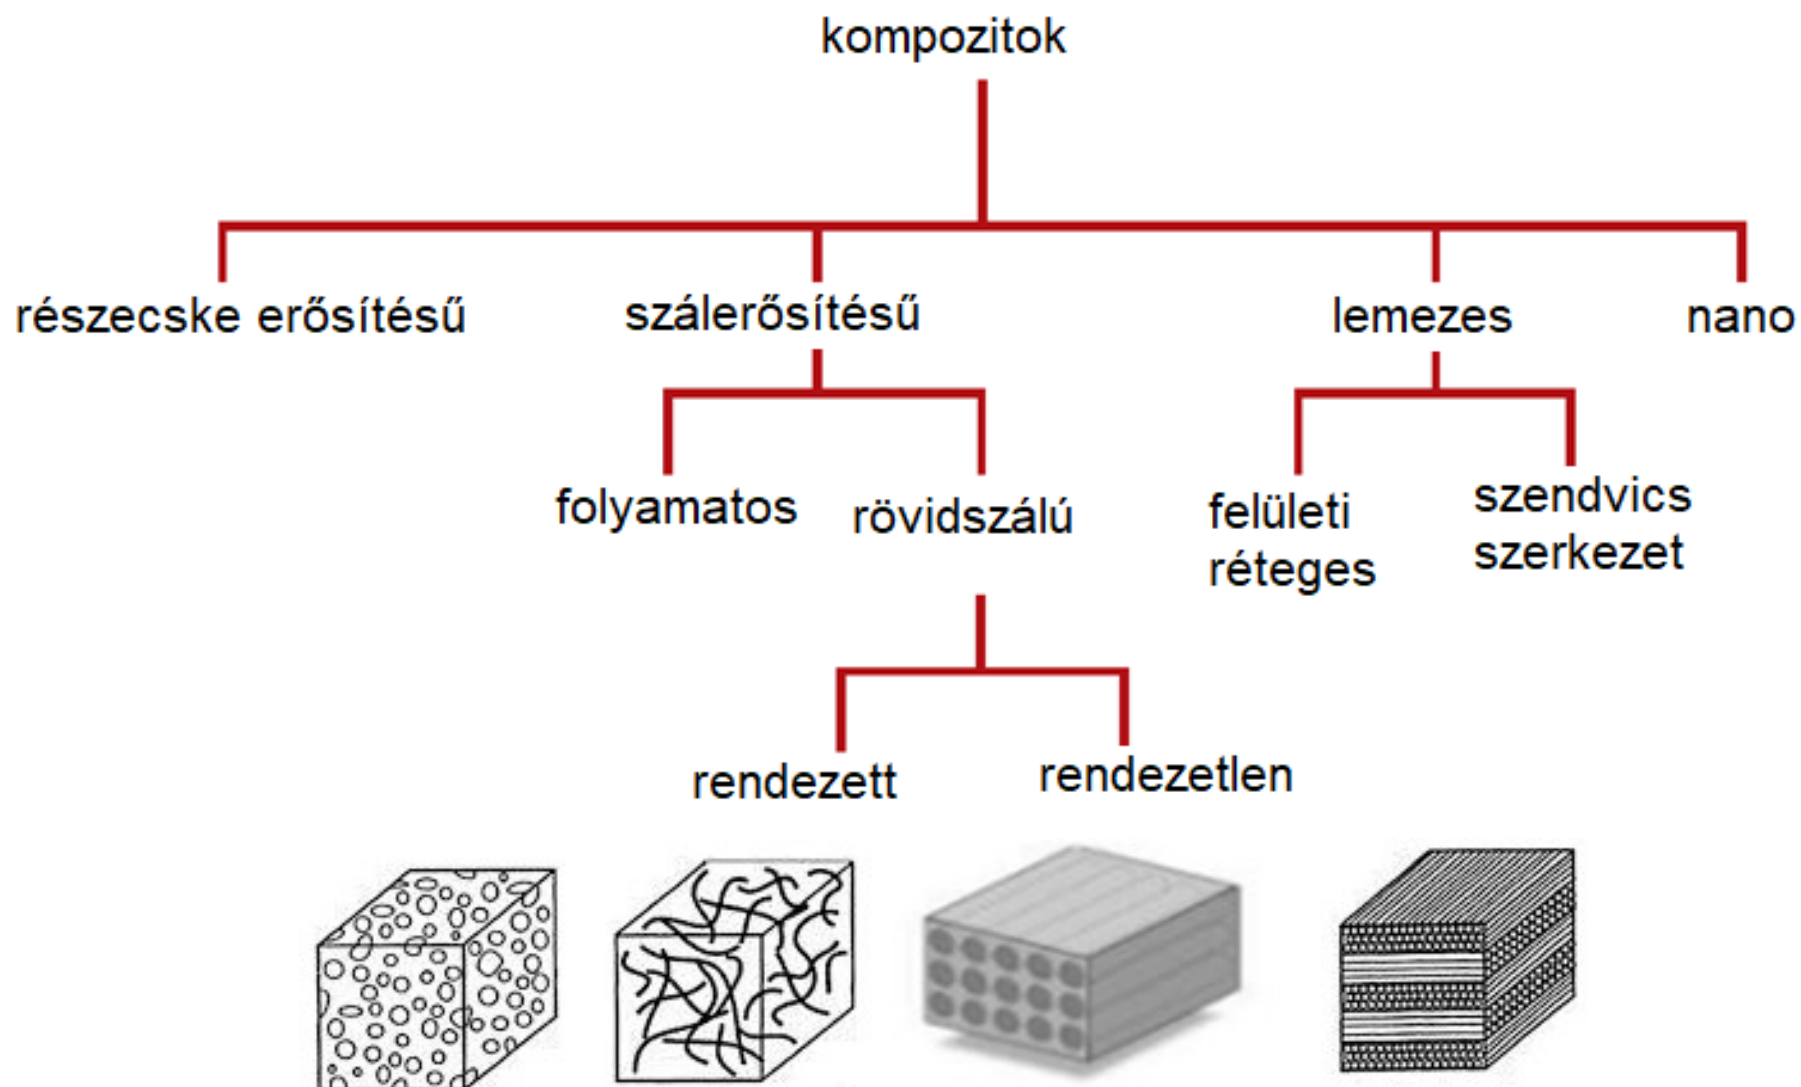 kompozitok
részecske erősítésű
szálerősítésű
lemezes
nano
folyamatos
rövidszálú
felületi
réteges
szendvics
szerkezet
rendezett
rendezetlen